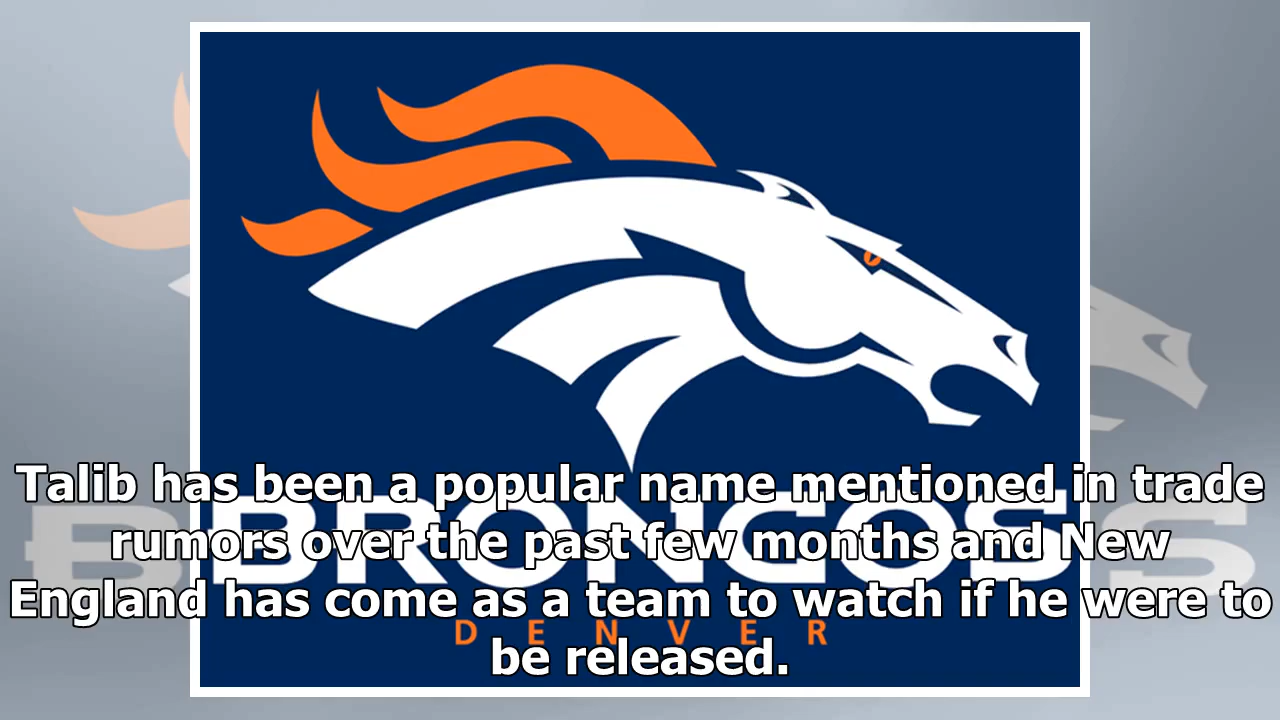 Talib has been a popular name mentioned in trade
BRONCOS
rumors over the past few months and New
England has come as a team to watch if he were to
DENVER
be released.